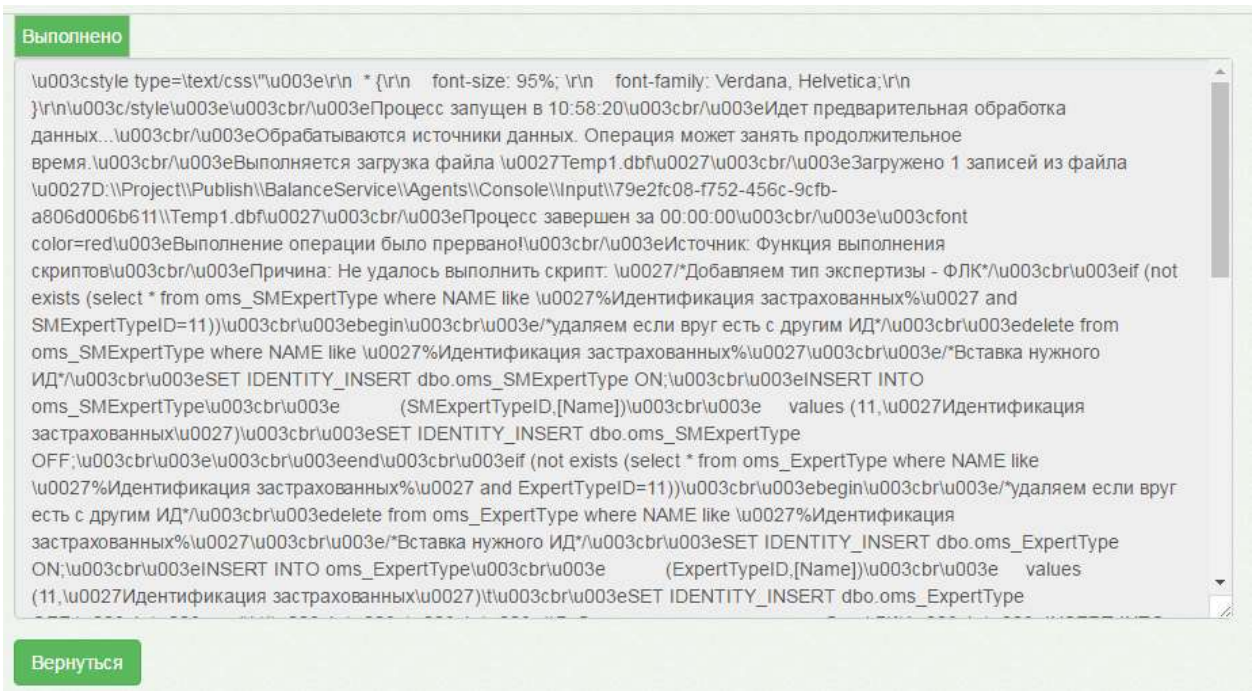 Выполнено
\u003cstyle type=\text/css\"\u003e\r\n * {\r\n font-size: 95%; \r\n font-family: Verdana, Helvetica;\r\n
}\r\n\u003c/style\u003e\u003cbr/\u003eПроцесс запущен в 10:58:20\u003cbr/\u003eИдет предварительная обработка
данных...\u003cbr/\u003eОбрабатываются источники данных. Операция может занять продолжительное
время.\u003cbr/\u003eВыполняется загрузка файла \u0027Temp1.dbf\u0027\u003cbr/\u003eЗагружено 1 записей из файла
\u0027D:\\Project\\Publish\\BalanceService\\Agents\\Console\\Input\\79e2fc08-f752-456c-9cfb-
a806d006b611\\Temp1.dbf\u0027\u003cbr/\u003eПроцесс завершен за 00:00:00\u003cbr/\u003e\u003cfont
color=red\u003eВыполнение операции было прервано!\u003cbr/\u003eИсточник: Функция выполнения
скриптов\u003cbr/\u003eПричина: Не удалось выполнить скрипт: \u0027/*Добавляем тип экспертизы - ФЛК*/\u003cbr\u003eif (not
exists (select * from oms_SMExpertType where NAME like \u0027%Идентификация застрахованных%\u0027 and
SMExpertTypeID=11))\u003cbr\u003ebegin\u003cbr\u003e/*удаляем если вруг есть с другим ИД*/\u003cbr\u003edelete from
oms_SMExpertType where NAME like \u0027%Идентификация застрахованных%\u0027\u003cbr\u003e/*Вставка нужного
ИД*/\u003cbr\u003eSET IDENTITY_INSERT dbo.oms_SMExpertType ON;\u003cbr\u003eINSERT INTO
oms_SMExpertType\u003cbr\u003e (SMExpertTypeID,[Name])\u003cbr\u003e values (11,\u0027Идентификация
застрахованных\u0027)\u003cbr\u003eSET IDENTITY_INSERT dbo.oms_SMExpertType
OFF;\u003cbr\u003e\u003cbr\u003eend\u003cbr\u003eif (not exists (select * from oms_ExpertType where NAME like
\u0027%Идентификация застрахованных%\u0027 and ExpertTypeID=11))\u003cbr\u003ebegin\u003cbr\u003e/*удаляем если вруг
есть с другим ИД*/\u003cbr\u003edelete from oms_ExpertType where NAME like \u0027%Идентификация
застрахованных%\u0027\u003cbr\u003e/*Вставка нужного ИД*/\u003cbr\u003eSET IDENTITY_INSERT dbo.oms_ExpertType
ON;\u003cbr\u003eINSERT INTO oms_ExpertType\u003cbr\u003e (ExpertTypeID,[Name])\u003cbr\u003e values
(11,\u0027Идентификация застрахованных\u0027)\t\u003cbr\u003eSET IDENTITY_INSERT dbo.oms_ExpertType
Вернуться